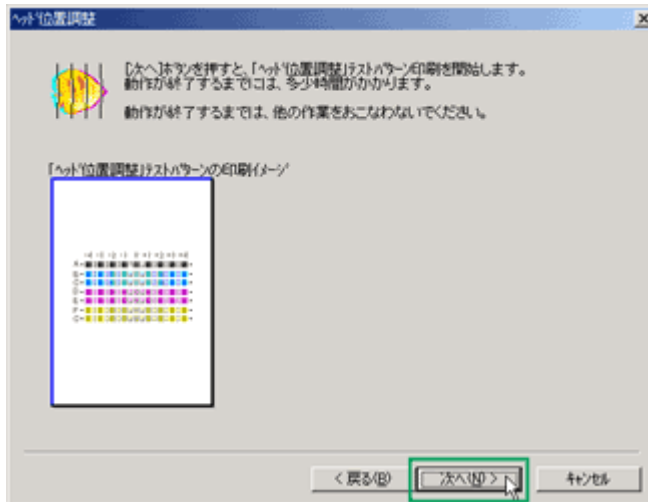 ﾍｯﾄﾞ位置調整
[次へ]ﾎﾞﾀﾝを押すと、「ﾍｯﾄﾞ位置調整」ﾃｽﾄﾊﾟﾀｰﾝ印刷を開始します。
動作が終了するまでには、多少時間がかかります。
動作が終了するまでは、他の作業をおこなわないでください。
「ﾍｯﾄﾞ位置調整」ﾃｽﾄﾊﾟﾀｰﾝの印刷ｲﾒｰｼﾞ
< 戻る(B)
次へ(N) >
ｷｬﾝｾﾙ